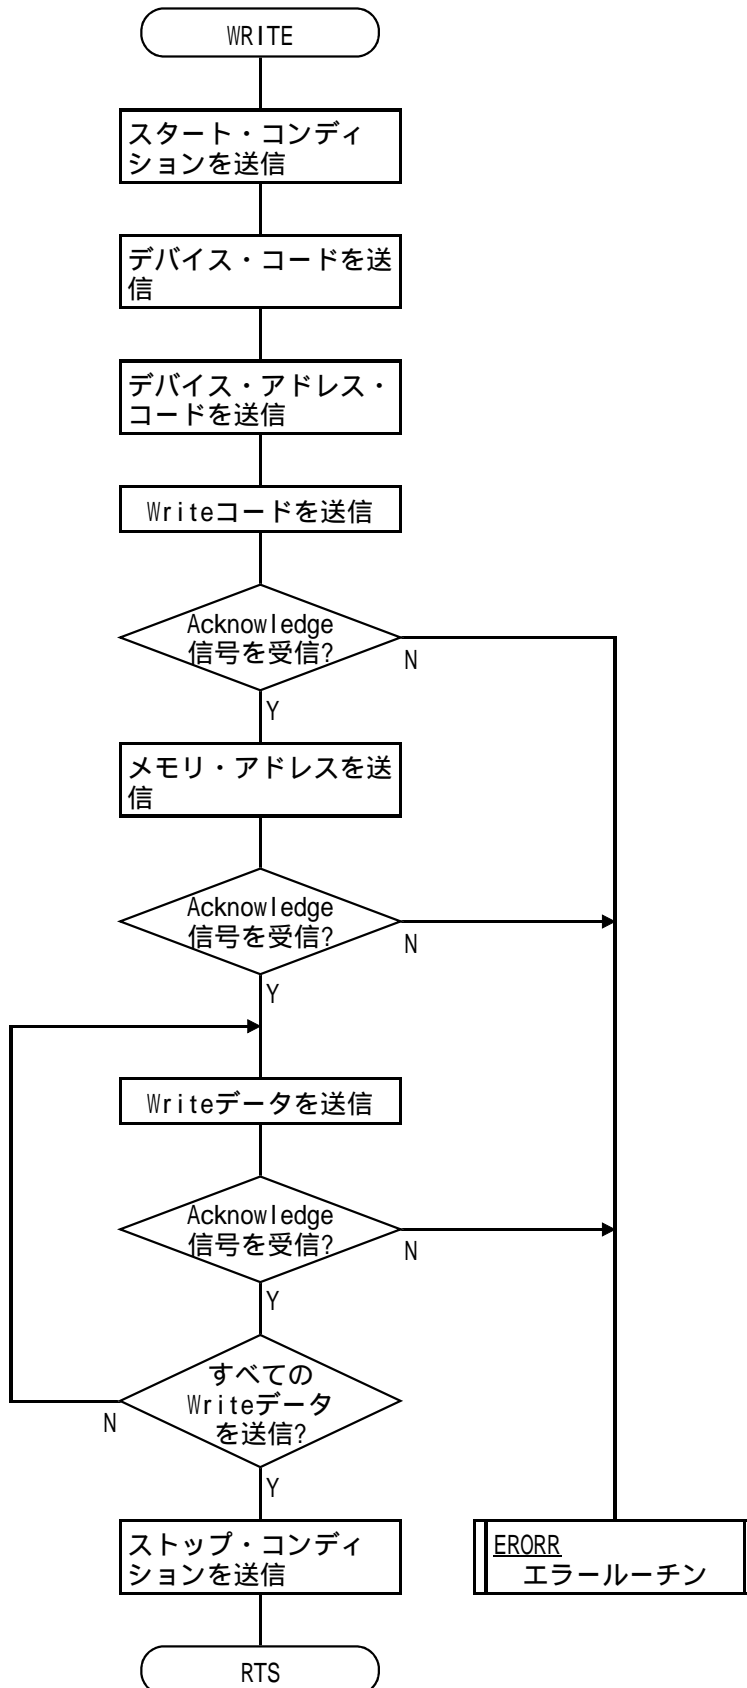 WRITE
スタート・コンディ
ションを送信
デバイス・コードを送
信
デバイス・アドレス・
コードを送信
Writeコードを送信
Acknowledge
信号を受信?
N
Y
メモリ・アドレスを送
信
Acknowledge
信号を受信?
N
Y
Writeデータを送信
Acknowledge
信号を受信?
N
Y
すべての
Writeデータ
を送信?
N
Y
ストップ・コンディ
ションを送信
ERORR
エラールーチン
RTS